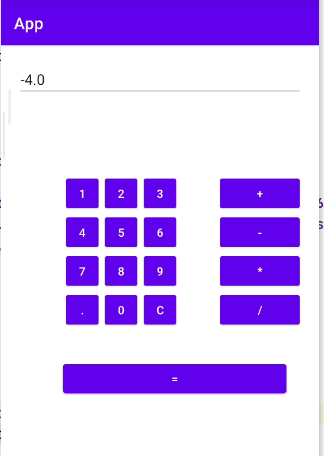 App
-4.0
1 2 3 +
4 5 6 -
7 8 9 *
. 0 C /
=